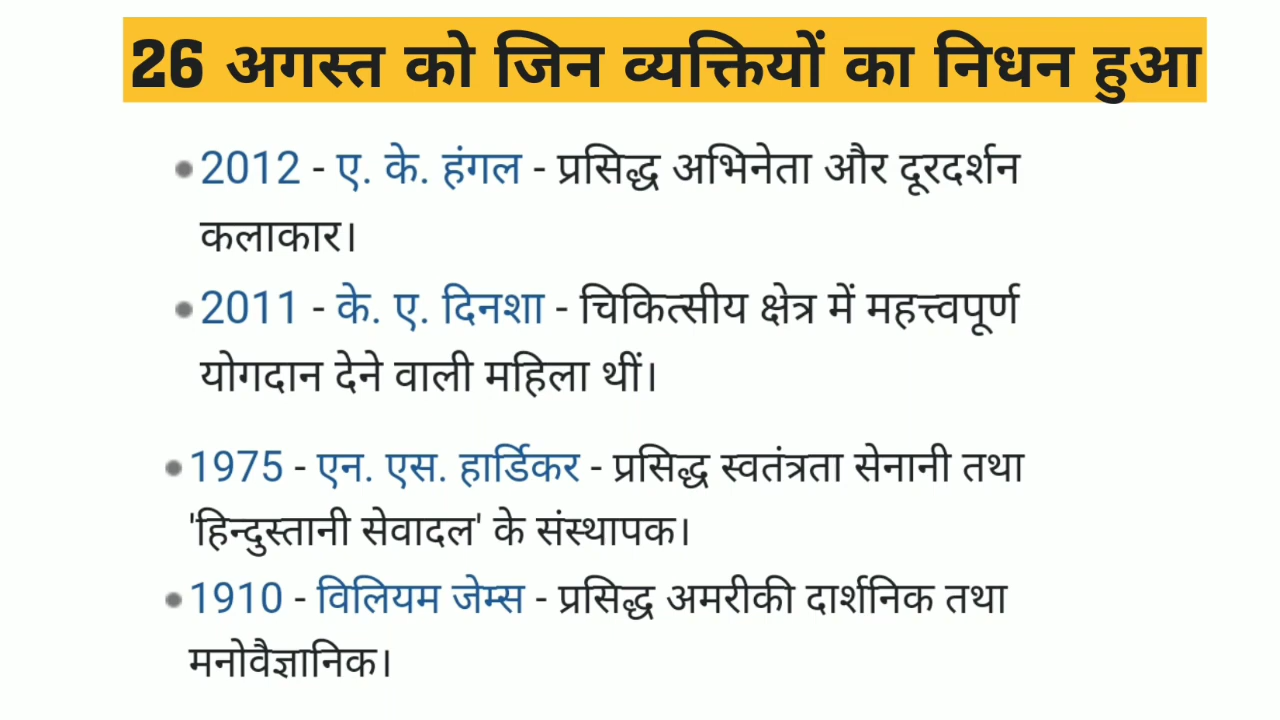 26 अगस्त को जिन व्यक्तियों का निधन हुआ
2012 - ए. के. हंगल - प्रसिद्ध अभिनेता और दूरदर्शन
कलाकार।
2011 - के. ए. दिनशा - चिकित्सीय क्षेत्र में महत्त्वपूर्ण
योगदान देने वाली महिला थीं।
1975 - एन. एस. हार्डिकर - प्रसिद्ध स्वतंत्रता सेनानी तथा
'हिन्दुस्तानी सेवादल' के संस्थापक।
1910 - विलियम जेम्स - प्रसिद्ध अमरीकी दार्शनिक तथा
मनोवैज्ञानिक।